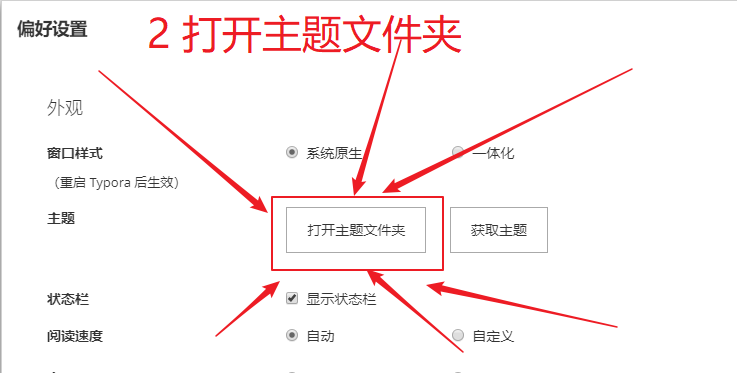 偏好设置
2 打开主题文件夹
外观
窗口样式 系统原生 一体化
（重启 Typora 后生效）
主题 打开主题文件夹 获取主题
状态栏 显示状态栏
阅读速度 自动 自定义